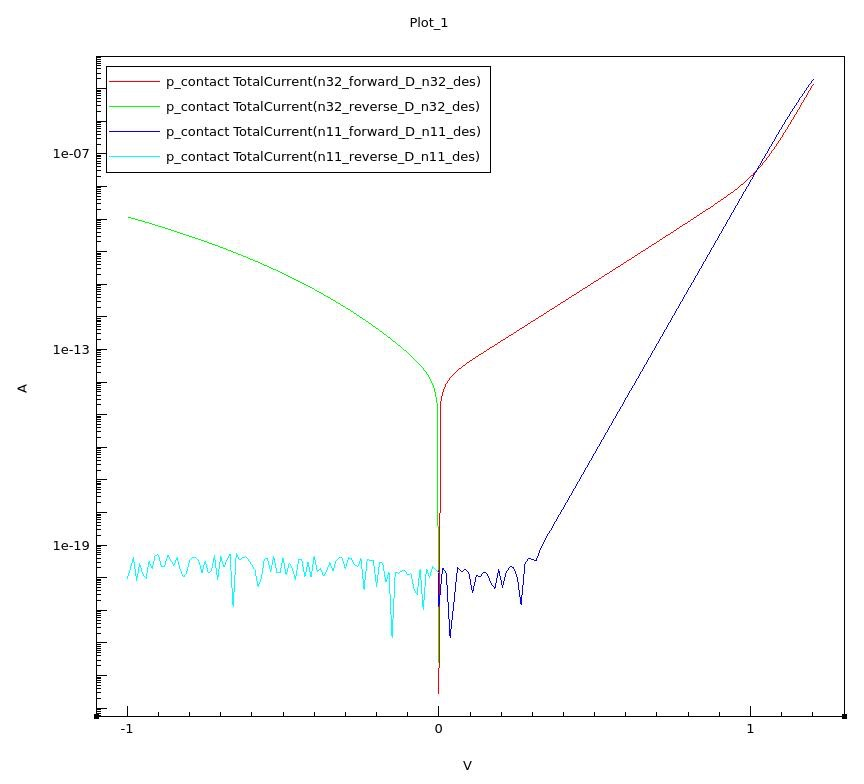 Plot_1
p_contact TotalCurrent(n32_forward_D_n32_des)
p_contact TotalCurrent(n32_reverse_D_n32_des)
p_contact TotalCurrent(n11_forward_D_n11_des)
p_contact TotalCurrent(n11_reverse_D_n11_des)
1e-07
1e-13
A
1e-19
-1 0 1
V